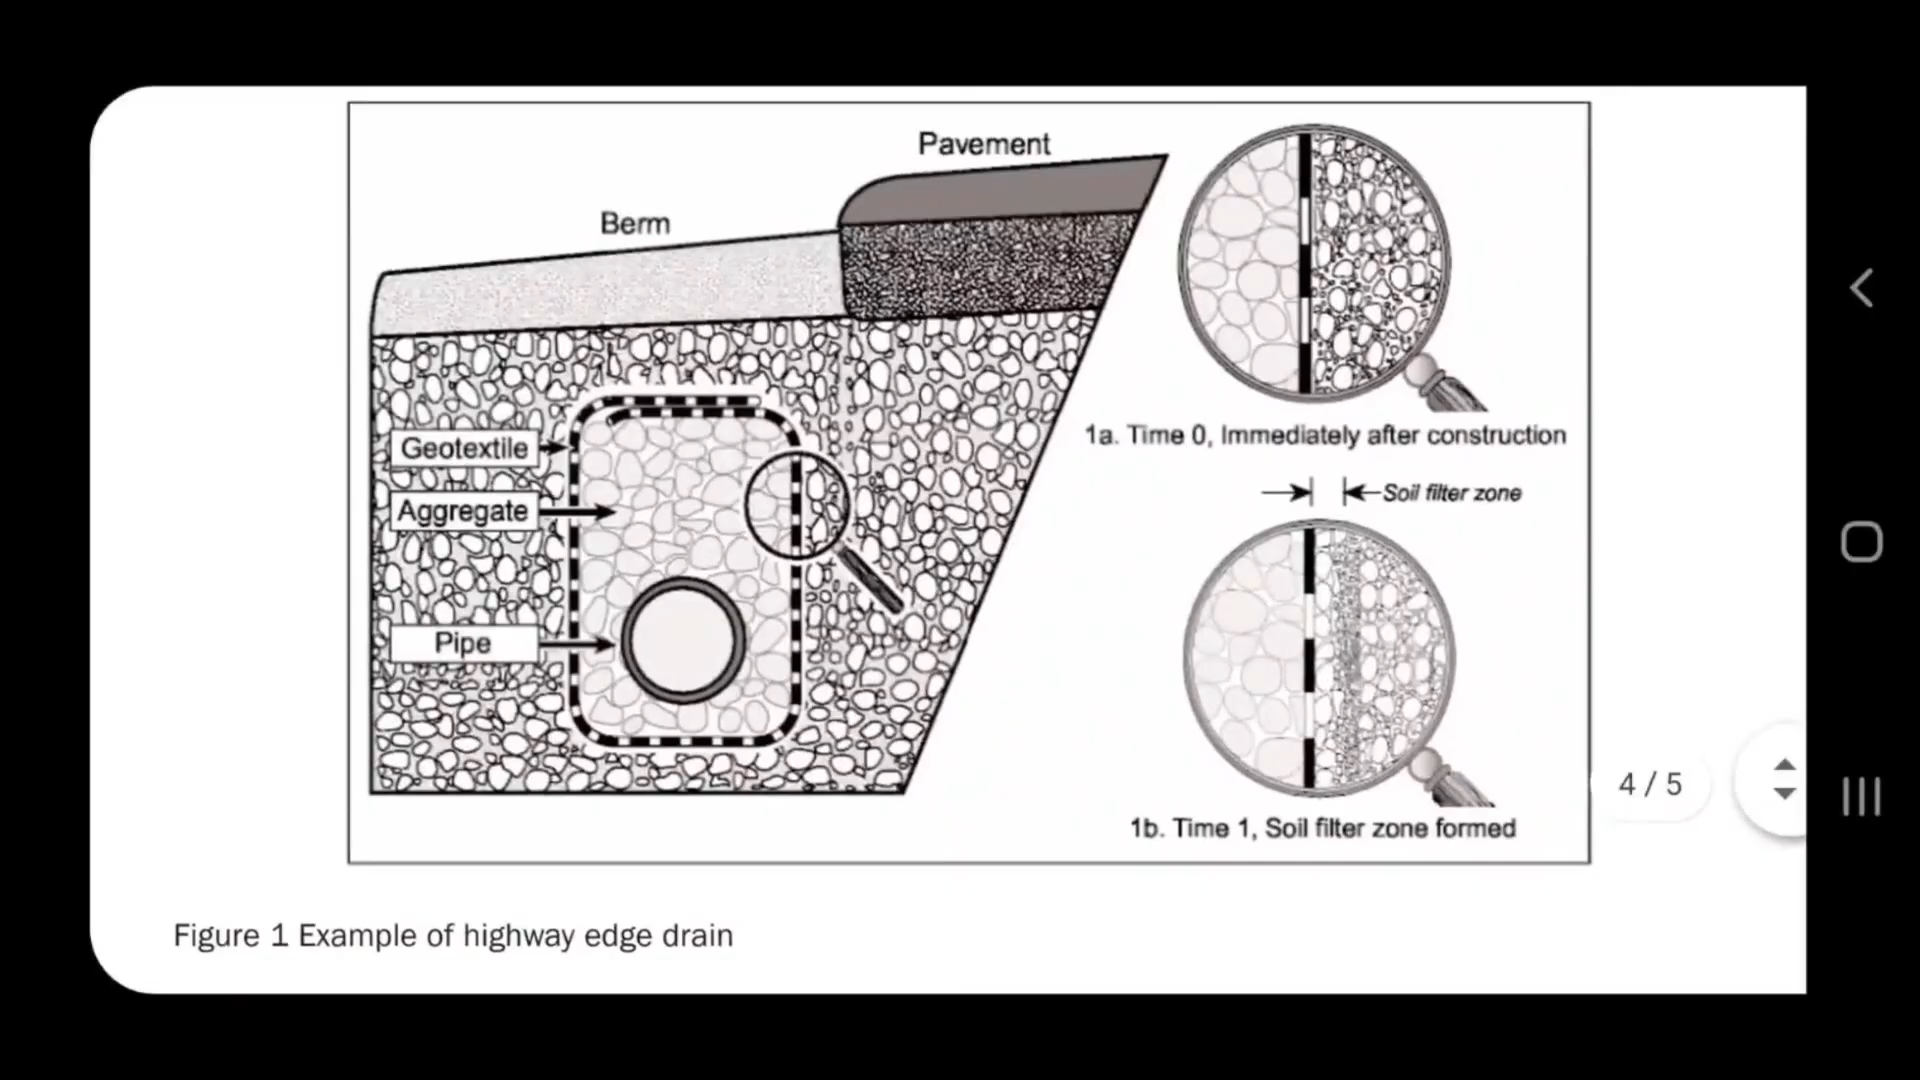 Pavement
Berm
Geotextile
Aggregate
Pipe
1a. Time 0, Immediately after construction
Soil filter zone
1b. Time 1, Soil filter zone formed
4 / 5
Figure 1 Example of highway edge drain